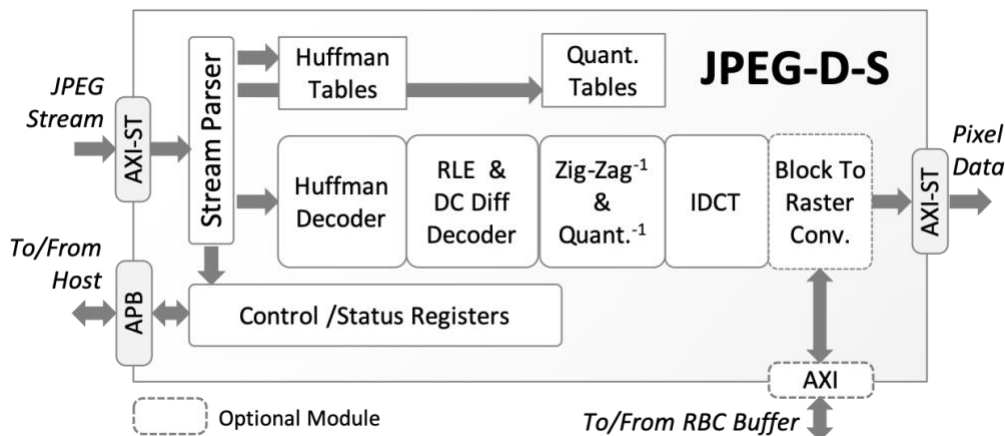 JPEG-D-S
JPEG
Stream
AXI-ST
Stream Parser
Huffman
Tables
Quant.
Tables
Huffman
Decoder
RLE &
DC Diff
Decoder
Zig-Zag⁻¹
&
Quant.⁻¹
IDCT
Block To
Raster
Conv.
AXI-ST
Pixel
Data
To/From
Host
APB
Control /Status Registers
AXI
Optional Module
To/From RBC Buffer